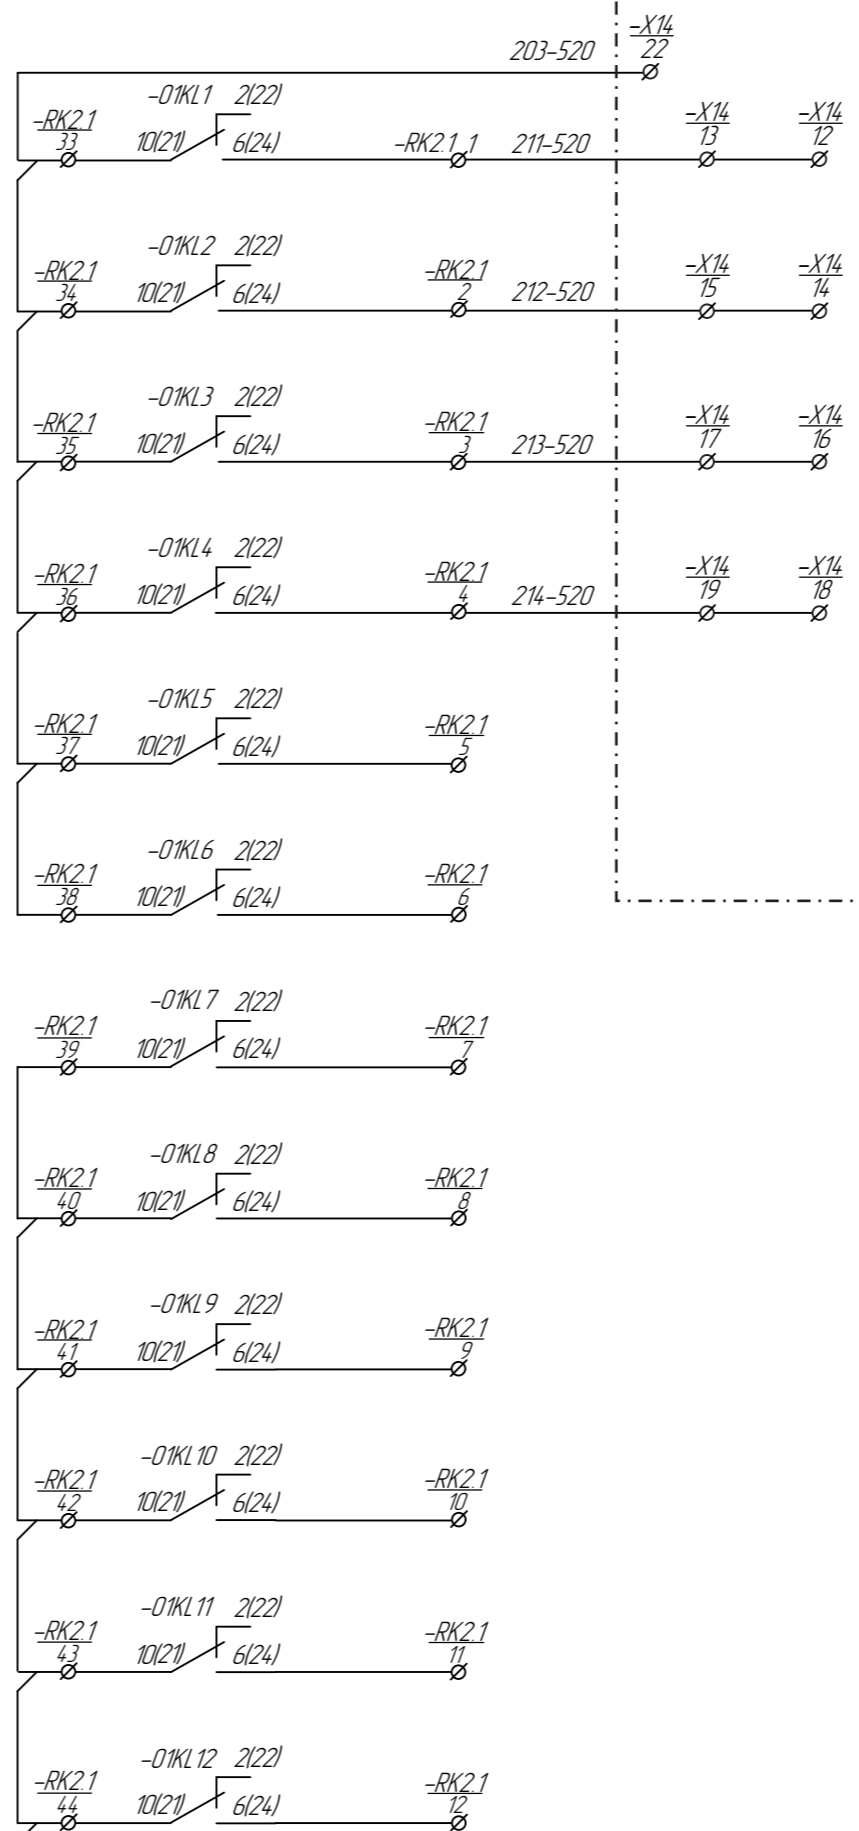 203-520
-X14
22
-01KL1 2(22)
-RK2.1
33
10(21) 6(24)
-RK2.1 1
211-520
-X14
13
-X14
12
-01KL2 2(22)
-RK2.1
34
10(21) 6(24)
-RK2.1
2
212-520
-X14
15
-X14
14
-01KL3 2(22)
-RK2.1
35
10(21) 6(24)
-RK2.1
3
213-520
-X14
17
-X14
16
-01KL4 2(22)
-RK2.1
36
10(21) 6(24)
-RK2.1
4
214-520
-X14
19
-X14
18
-01KL5 2(22)
-RK2.1
37
10(21) 6(24)
-RK2.1
5
-01KL6 2(22)
-RK2.1
38
10(21) 6(24)
-RK2.1
6
-01KL7 2(22)
-RK2.1
39
10(21) 6(24)
-RK2.1
7
-01KL8 2(22)
-RK2.1
40
10(21) 6(24)
-RK2.1
8
-01KL9 2(22)
-RK2.1
41
10(21) 6(24)
-RK2.1
9
-01KL10 2(22)
-RK2.1
42
10(21) 6(24)
-RK2.1
10
-01KL11 2(22)
-RK2.1
43
10(21) 6(24)
-RK2.1
11
-01KL12 2(22)
-RK2.1
44
10(21) 6(24)
-RK2.1
12